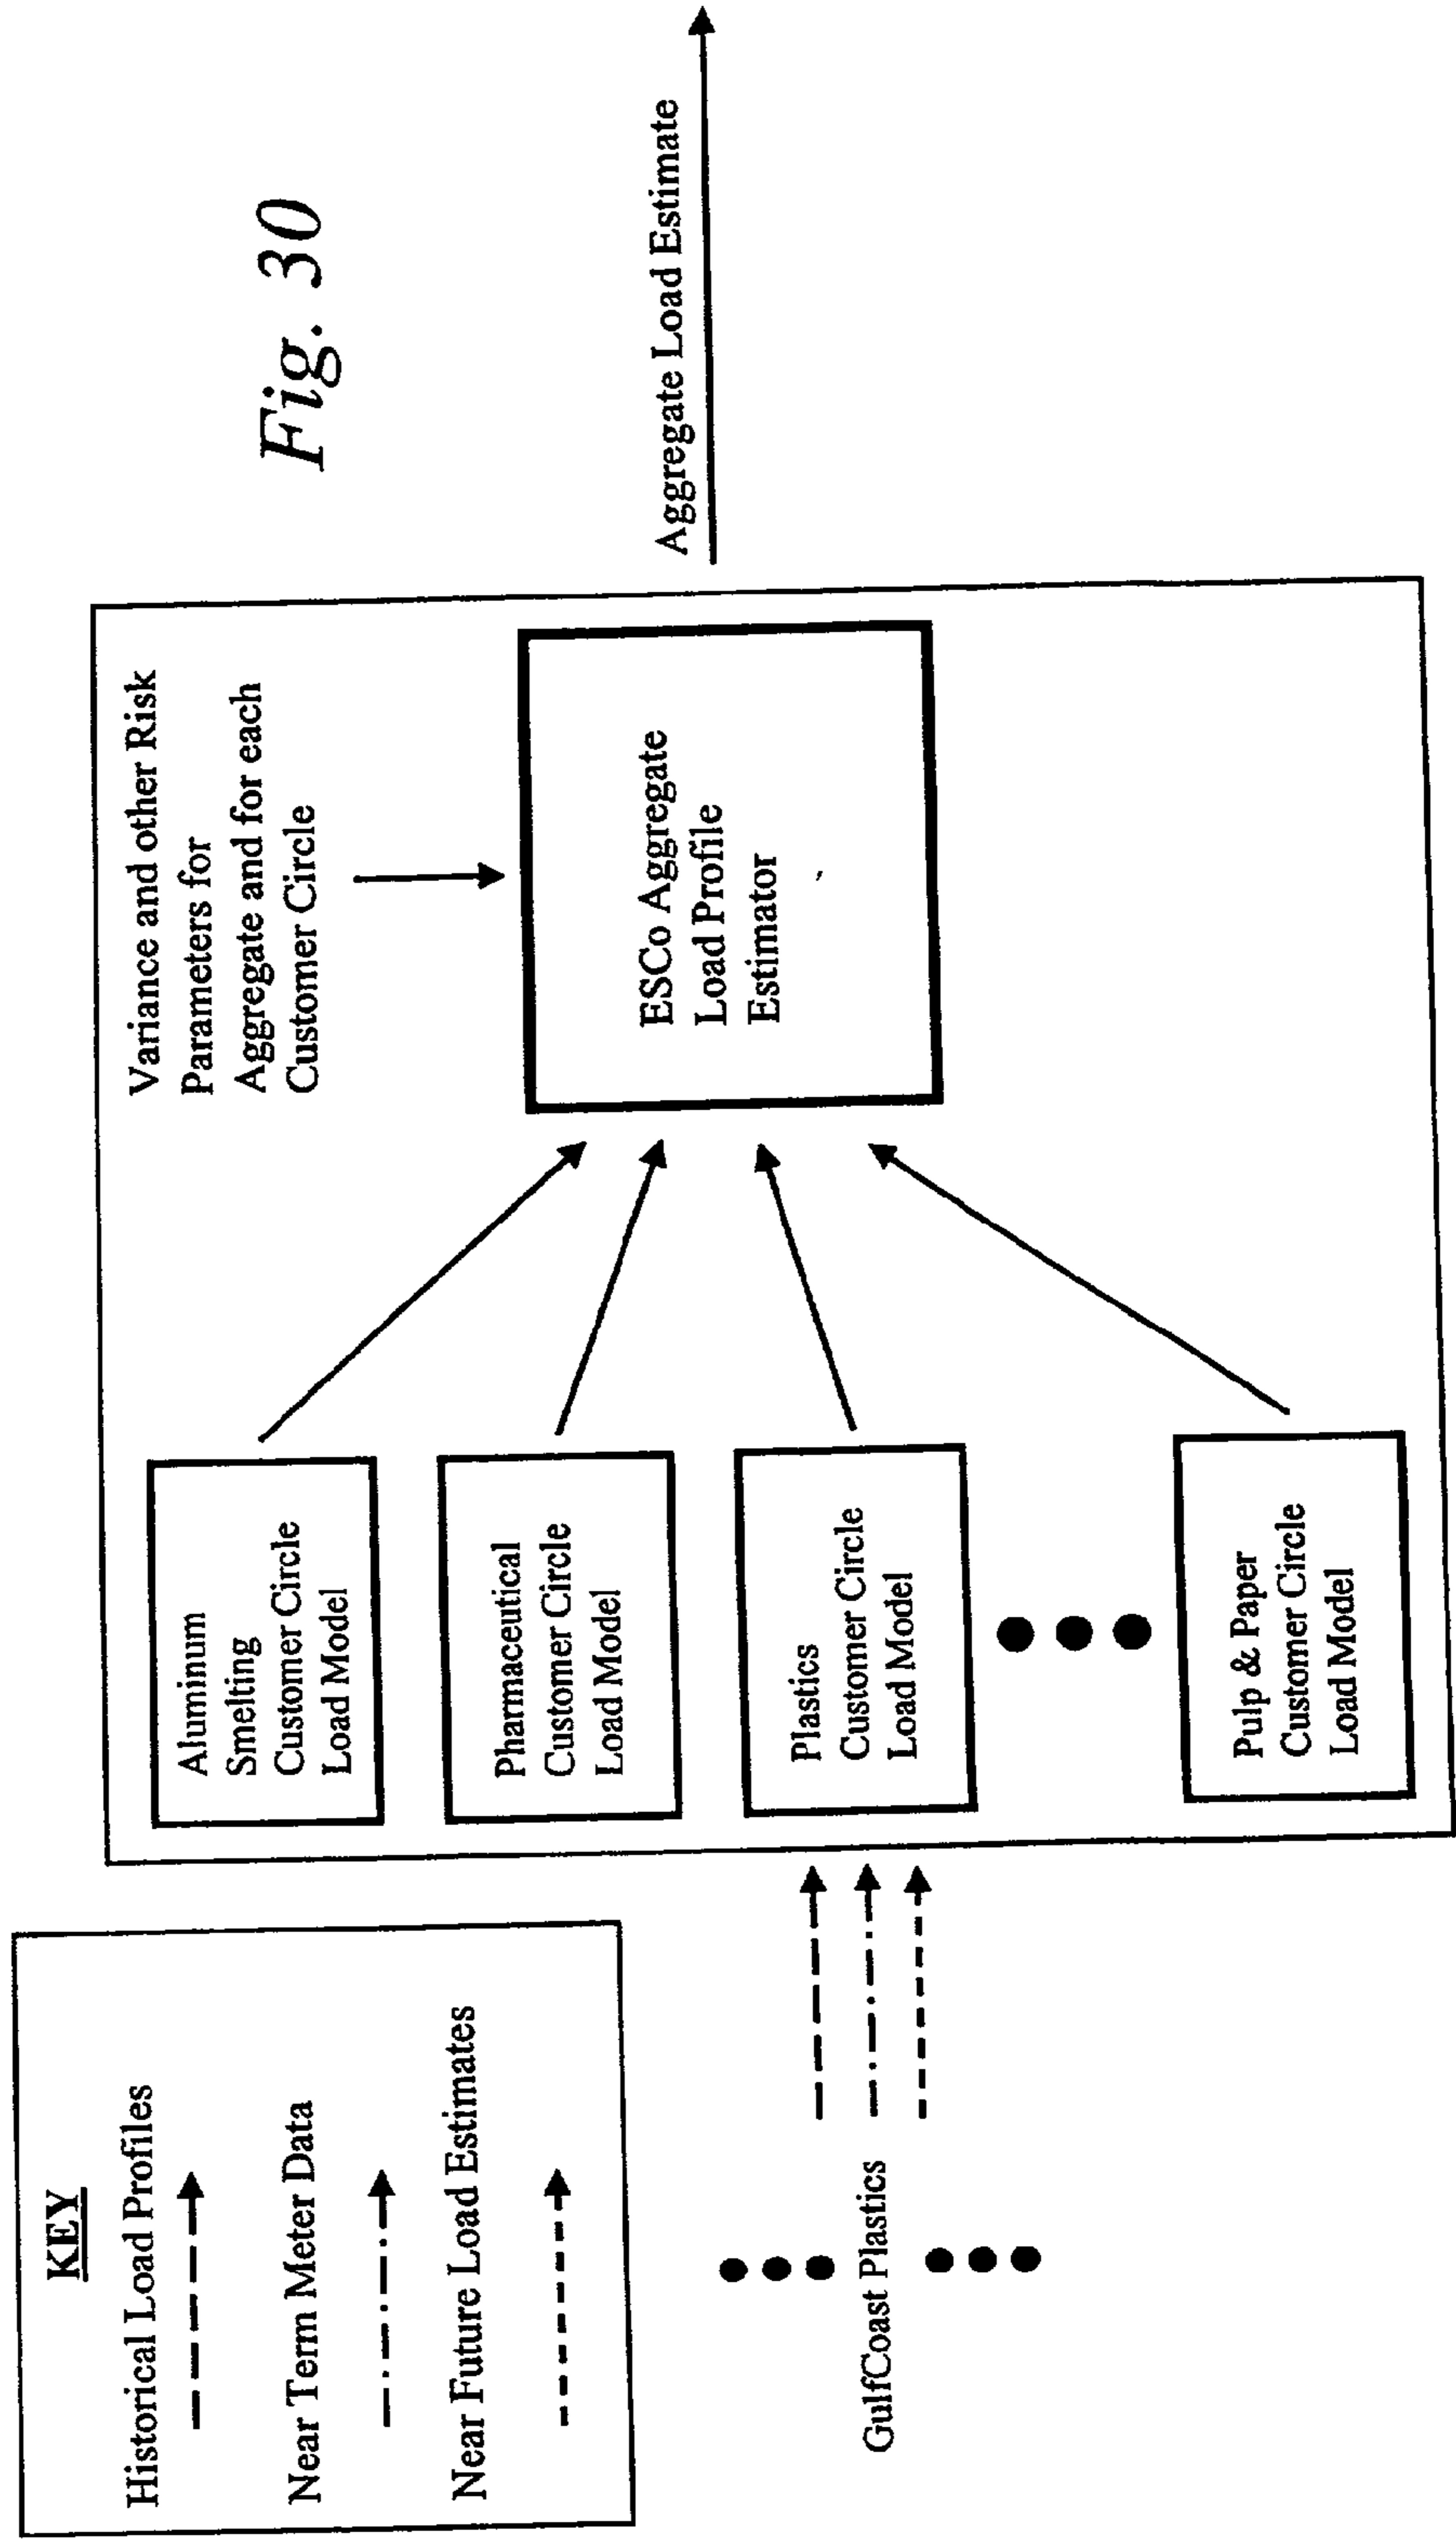 Fig. 30
KEY
Historical Load Profiles
Near Term Meter Data
Near Future Load Estimates
GulfCoast Plastics
Aluminum
Smelting
Customer Circle
Load Model
Pharmaceutical
Customer Circle
Load Model
Plastics
Customer Circle
Load Model
Pulp & Paper
Customer Circle
Load Model
Variance and other Risk
Parameters for
Aggregate and for each
Customer Circle
ESCo Aggregate
Load Profile
Estimator
Aggregate Load Estimate